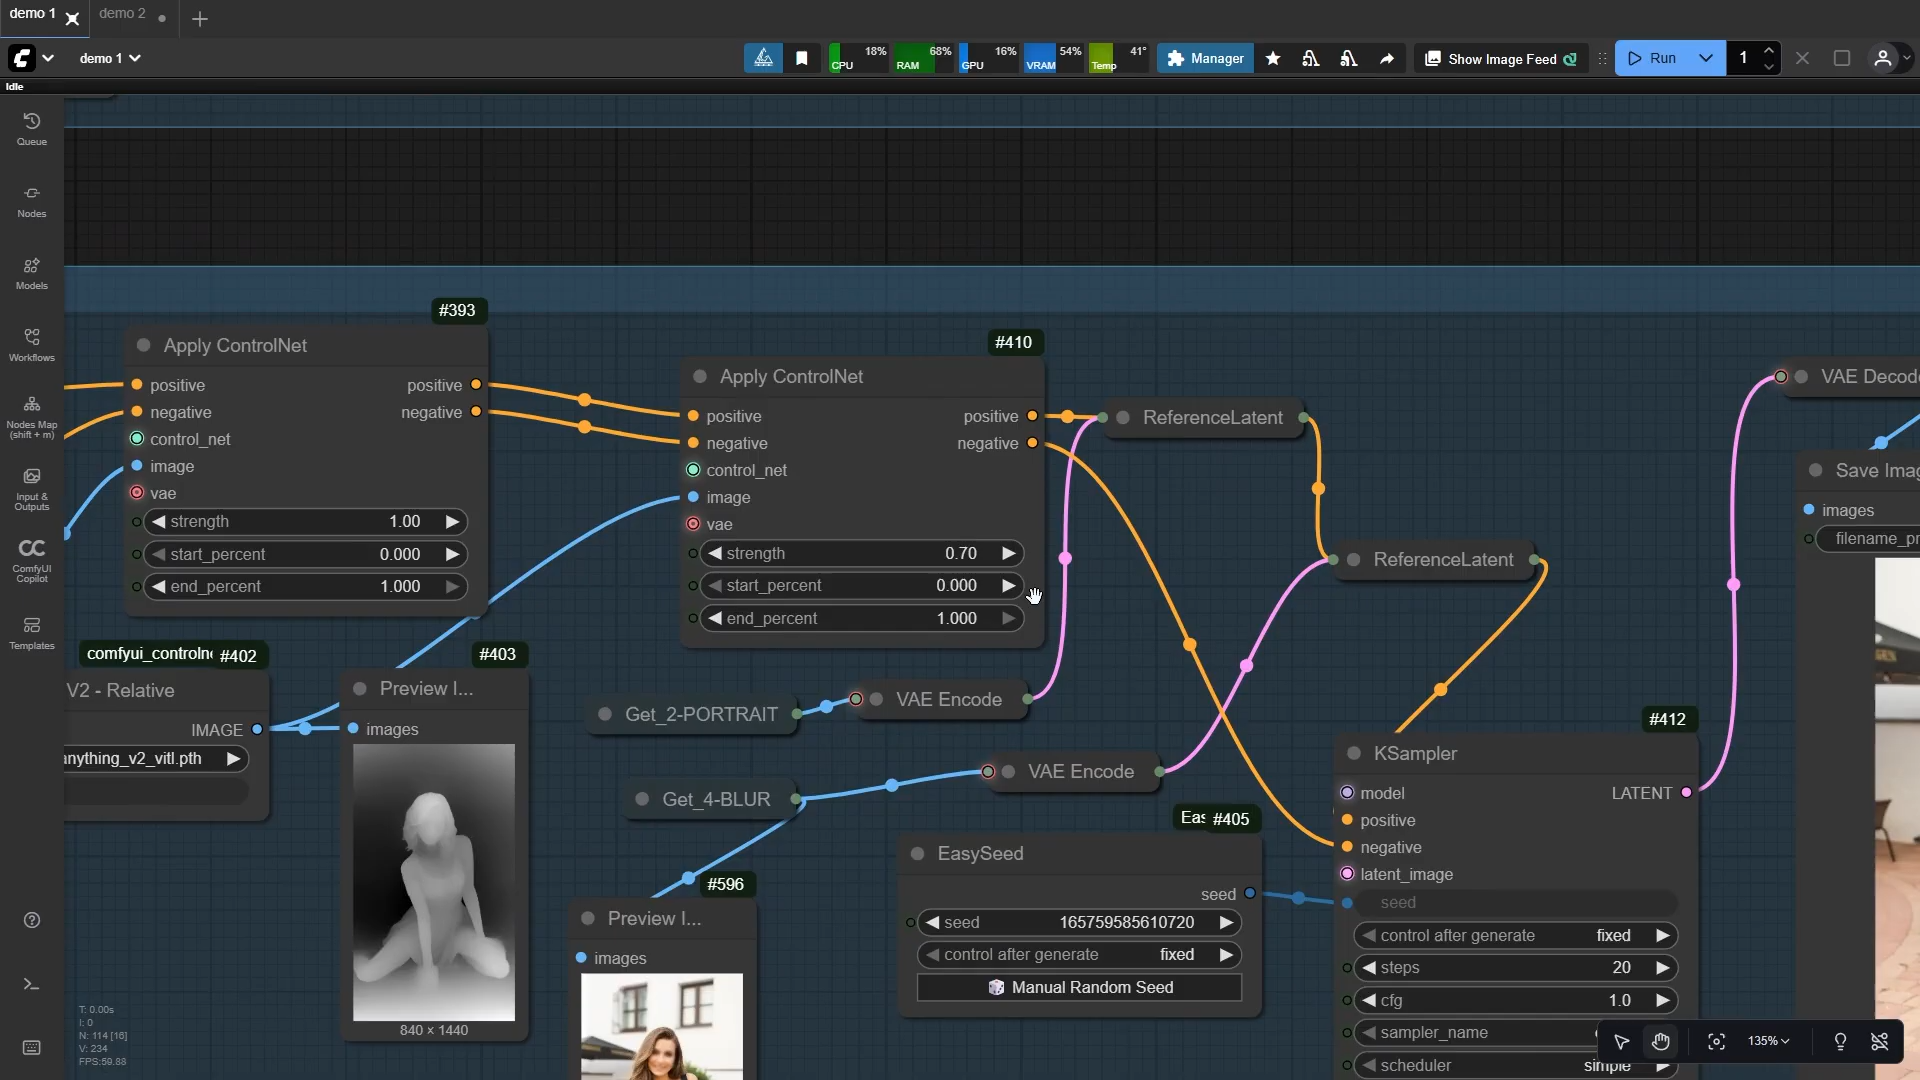 demo 1
demo 2
demo 1
CPU 18%
RAM 68%
GPU 16%
VRAM 54%
Temp 41°
Manager
Show Image Feed
Run
1
Idle
Queue
Nodes
Models
Workflows
Nodes Map
(shift + m)
Input &
Outputs
ComfyUI
Copilot
Templates
#393
Apply ControlNet
positive positive
negative negative
control_net
image
vae
strength 1.00
start_percent 0.000
end_percent 1.000
#410
Apply ControlNet
positive positive
negative negative
control_net
image
vae
strength 0.70
start_percent 0.000
end_percent 1.000
ReferenceLatent
ReferenceLatent
VAE Decod
Save Imag
images
filename_pr
comfyui_controlne #402
V2 - Relative
IMAGE
anything_v2_vitl.pth
#403
Preview I...
images
840 × 1440
Get_2-PORTRAIT
VAE Encode
Get_4-BLUR
VAE Encode
#596
Preview I...
images
Eas #405
EasySeed
seed
seed 165759585610720
control after generate fixed
Manual Random Seed
#412
KSampler
model LATENT
positive
negative
latent_image
seed
control after generate fixed
steps 20
cfg 1.0
sampler_name
scheduler simple
135%
T: 0.00s
I: 0
N: 114 [16]
V: 234
FPS:59.88